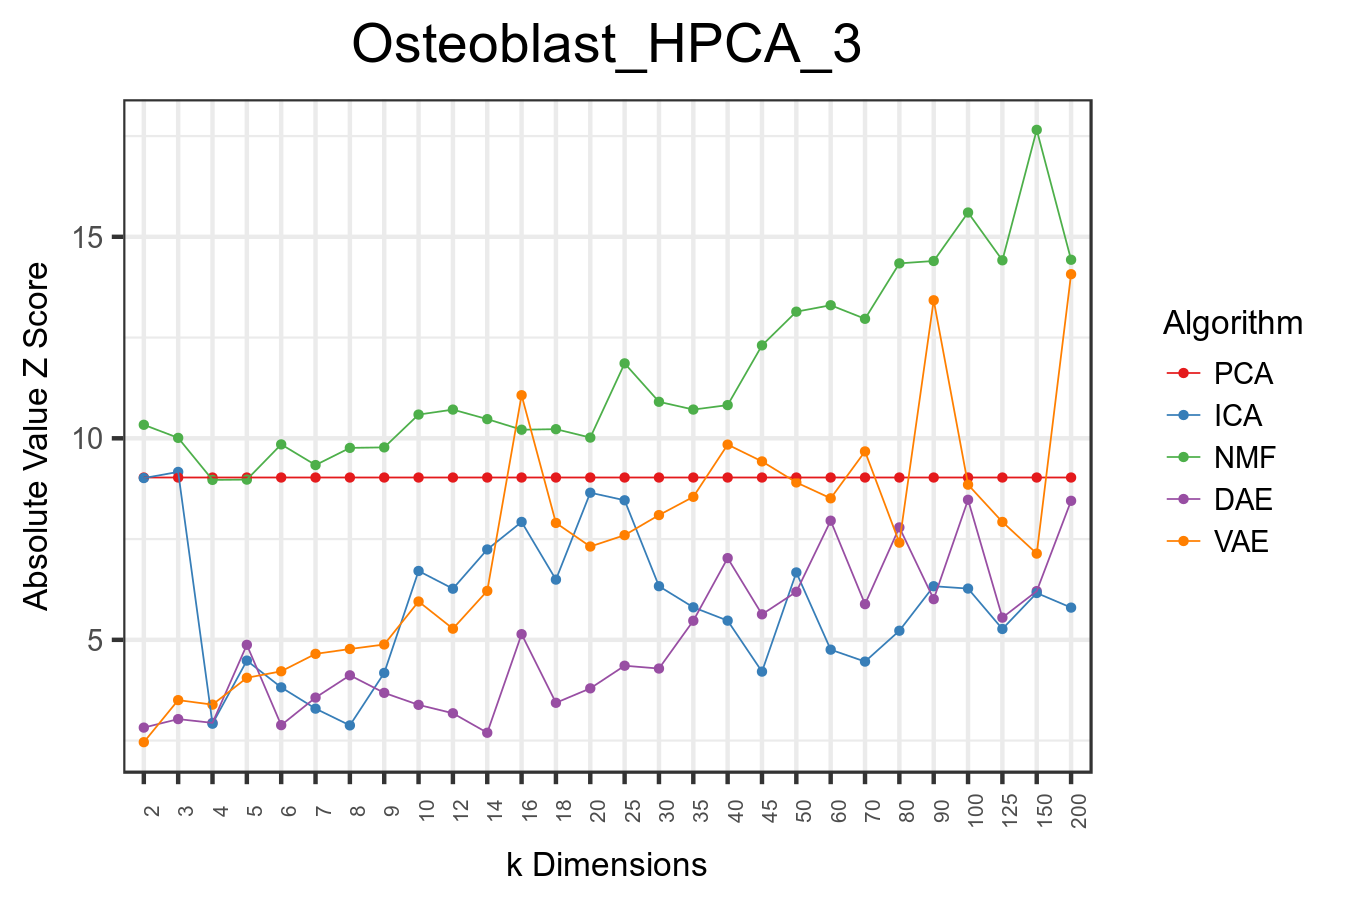 Osteoblast_HPCA_3
Absolute Value Z Score
15
10
5
2 3 4 5 6 7 8 9 10 12 14 16 18 20 25 30 35 40 45 50 60 70 80 90 100 125 150 200
k Dimensions
Algorithm
PCA
ICA
NMF
DAE
VAE